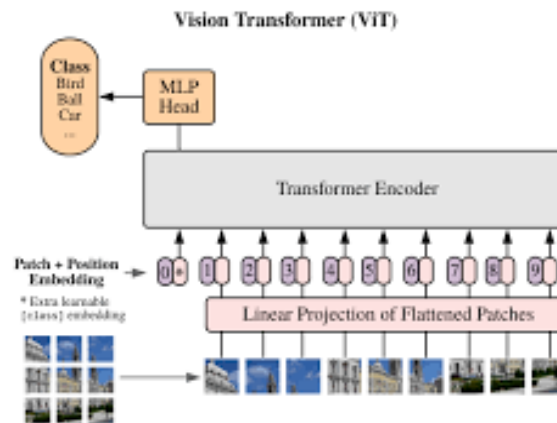 Vision Transformer (ViT)
Class
Bird
Ball
Car
...
MLP
Head
Transformer Encoder
Patch + Position
Embedding
0 * 1 2 3 4 5 6 7 8 9
* Extra learnable
[class] embedding
Linear Projection of Flattened Patches